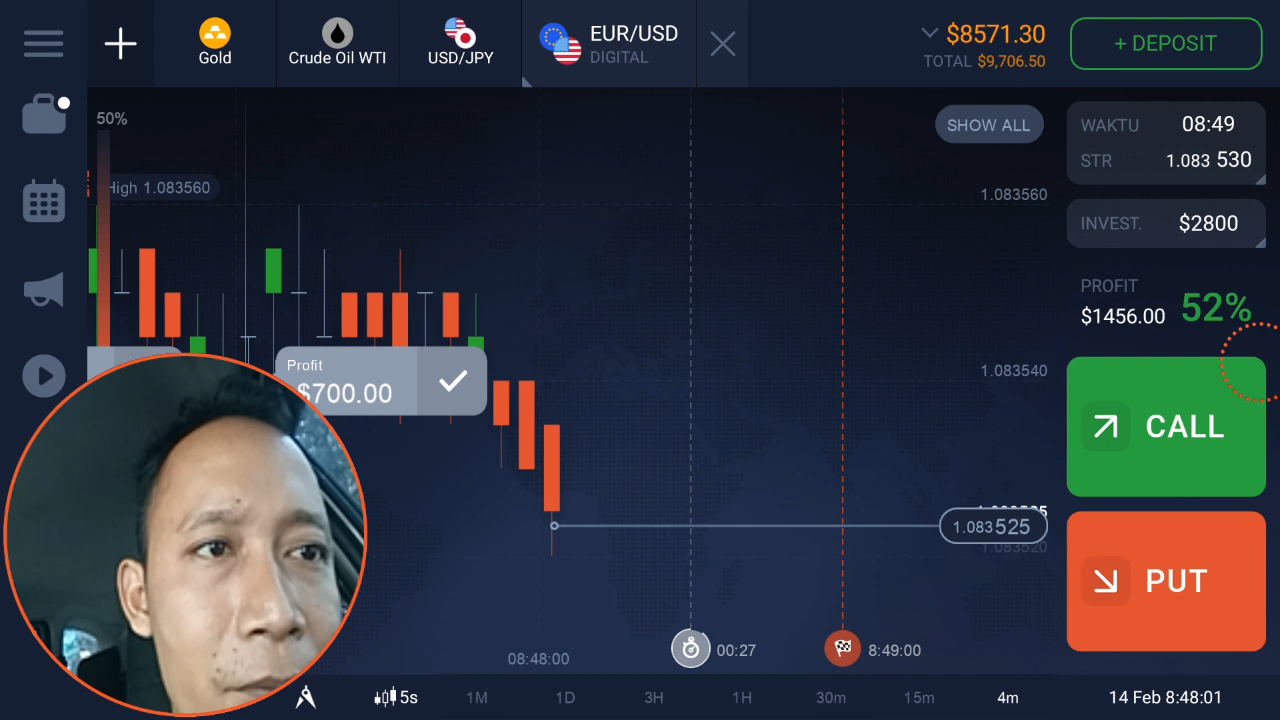 Gold
Crude Oil WTI
USD/JPY
EUR/USD
DIGITAL
$8571.30
TOTAL $9,706.50
+ DEPOSIT
50%
High 1.083560
SHOW ALL
1.083560
WAKTU 08:49
STR 1.083 530
INVEST. $2800
PROFIT
$1456.00 52%
1.083540
Profit
$700.00
CALL
1.083525
1.083520
PUT
08:48:00
00:27
8:49:00
5s
1M
1D
3H
1H
30m
15m
4m
14 Feb 8:48:01